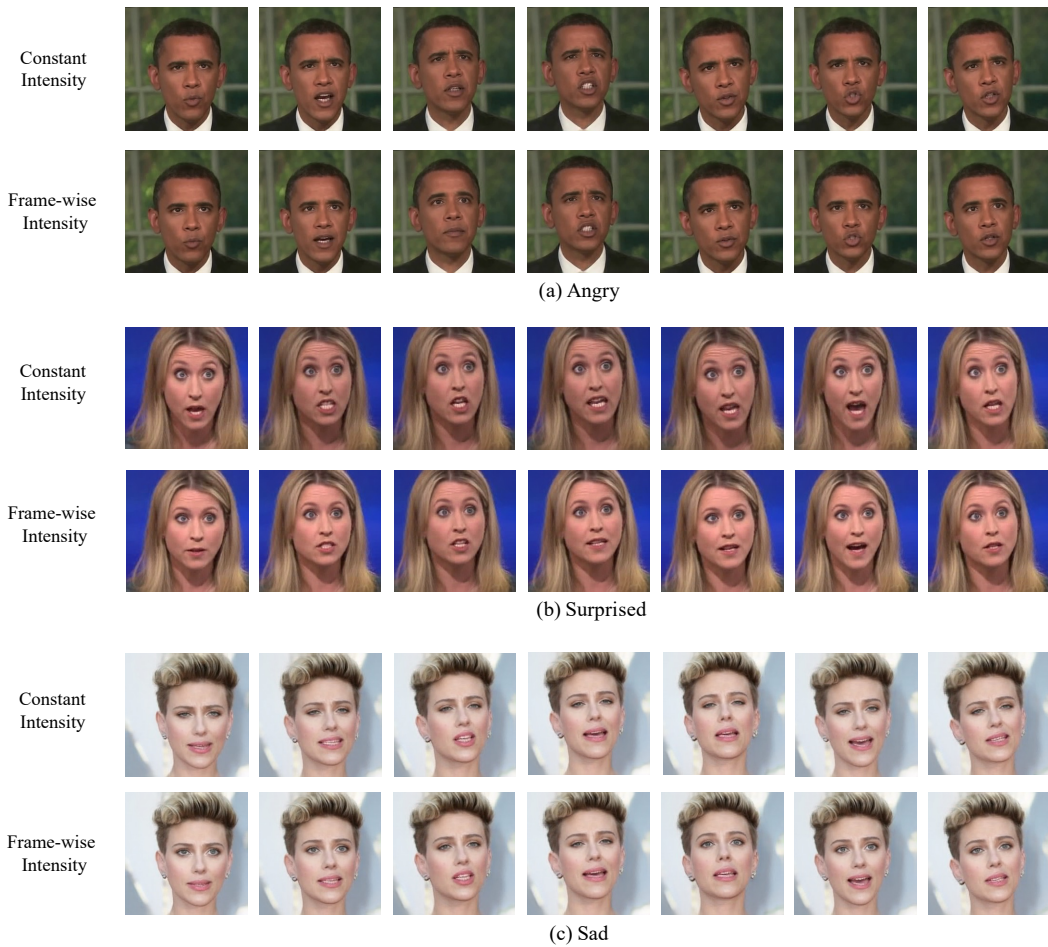 Constant
Intensity
Frame-wise
Intensity
(a) Angry
Constant
Intensity
Frame-wise
Intensity
(b) Surprised
Constant
Intensity
Frame-wise
Intensity
(c) Sad